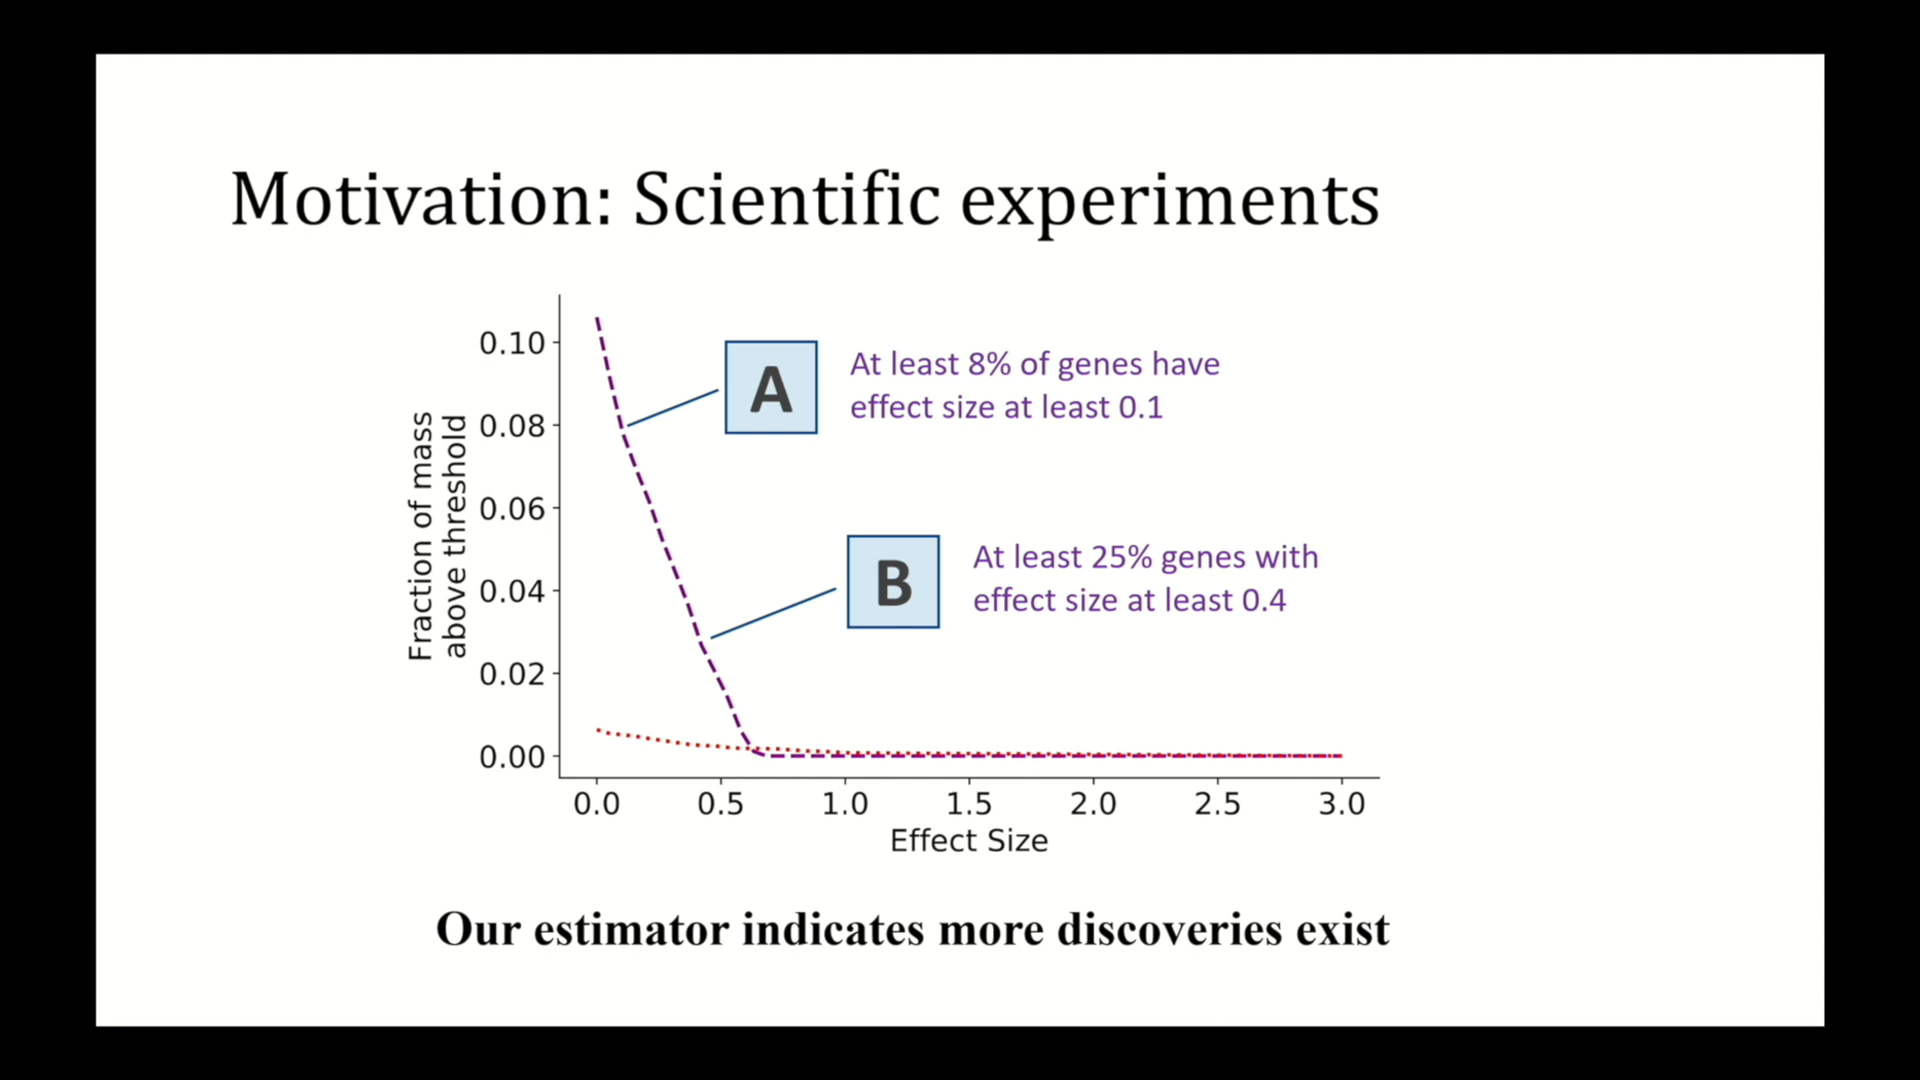 Motivation: Scientific experiments
0.10
0.08
0.06
0.04
0.02
0.00
Fraction of mass
above threshold
A
At least 8% of genes have
effect size at least 0.1
B
At least 25% genes with
effect size at least 0.4
0.0 0.5 1.0 1.5 2.0 2.5 3.0
Effect Size
Our estimator indicates more discoveries exist